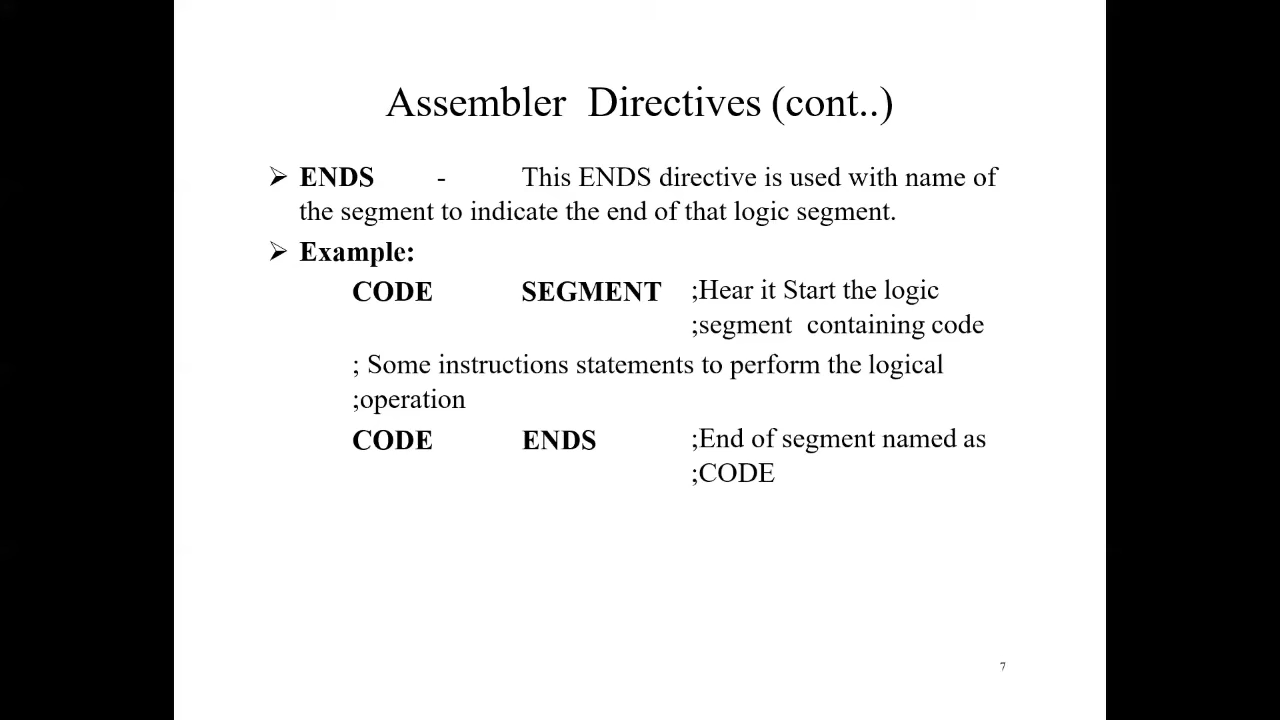 Assembler Directives (cont..)
➢ ENDS - This ENDS directive is used with name of
the segment to indicate the end of that logic segment.
➢ Example:
CODE SEGMENT ;Hear it Start the logic
;segment containing code
; Some instructions statements to perform the logical
;operation
CODE ENDS ;End of segment named as
;CODE
7